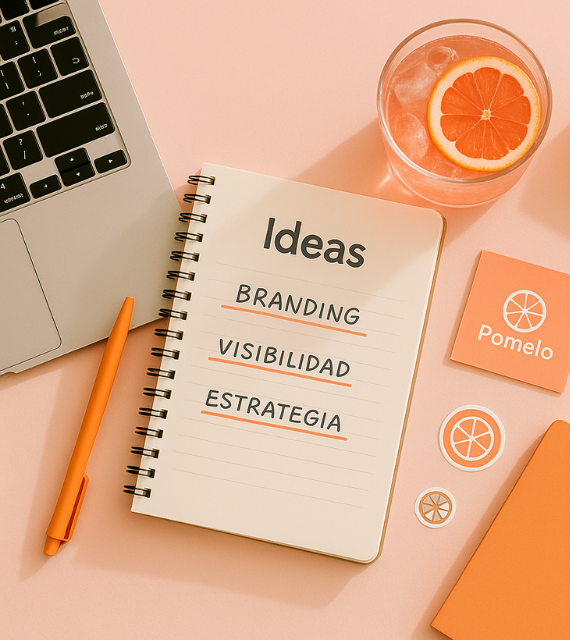 Ideas
BRANDING
VISIBILIDAD
ESTRATEGIA
Pomelo